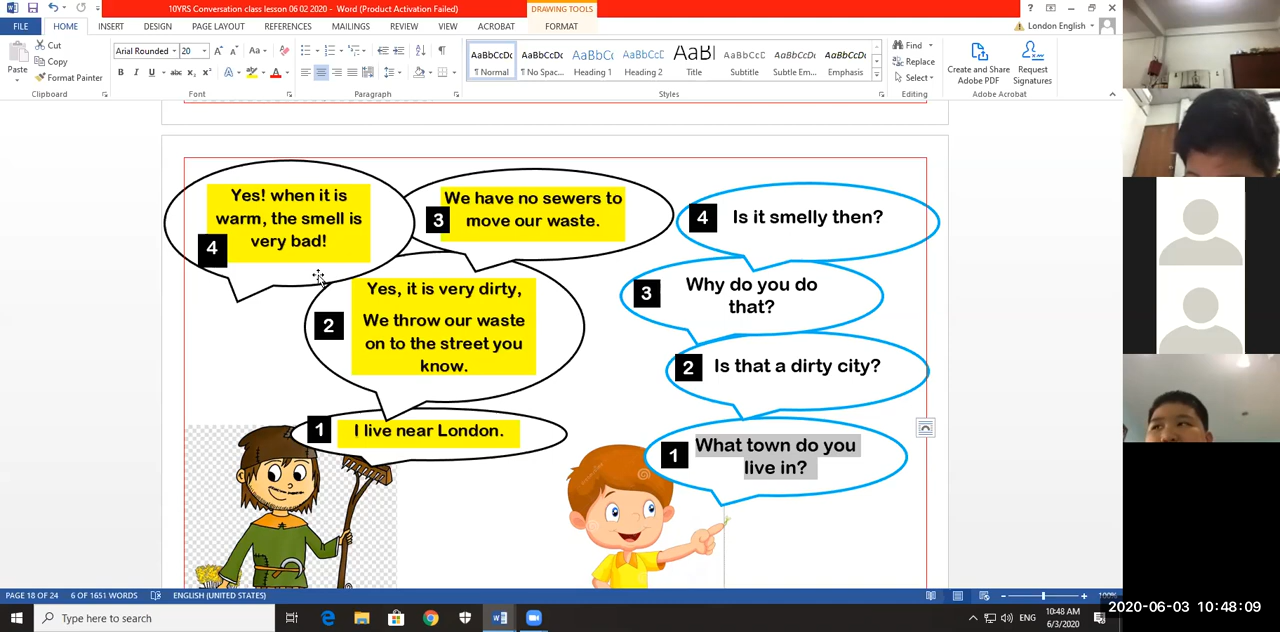 10YRS Conversation class lesson 06 02 2020 - Word (Product Activation Failed)
DRAWING TOOLS
FILE HOME INSERT DESIGN PAGE LAYOUT REFERENCES MAILINGS REVIEW VIEW ACROBAT FORMAT
London English
Paste
Cut
Copy
Format Painter
Arial Rounded 20
AaBbCcDc AaBbCcDc AaBbCc AaBbCcD AaBl AaBbCcD AaBbCcDc AaBbCcDc
¶ Normal ¶ No Spac... Heading 1 Heading 2 Title Subtitle Subtle Em... Emphasis
Find
Replace
Select
Create and Share
Adobe PDF
Request
Signatures
Clipboard Font Paragraph Styles Editing Adobe Acrobat
Yes! when it is
warm, the smell is
very bad!
4
We have no sewers to
move our waste.
3
4 Is it smelly then?
Yes, it is very dirty,
We throw our waste
on to the street you
know.
2
3 Why do you do
that?
2 Is that a dirty city?
1 I live near London.
1 What town do you
live in?
PAGE 18 OF 24 6 OF 1651 WORDS ENGLISH (UNITED STATES) 100%
Type here to search
ENG
10:48 AM
6/3/2020
2020-06-03 10:48:09